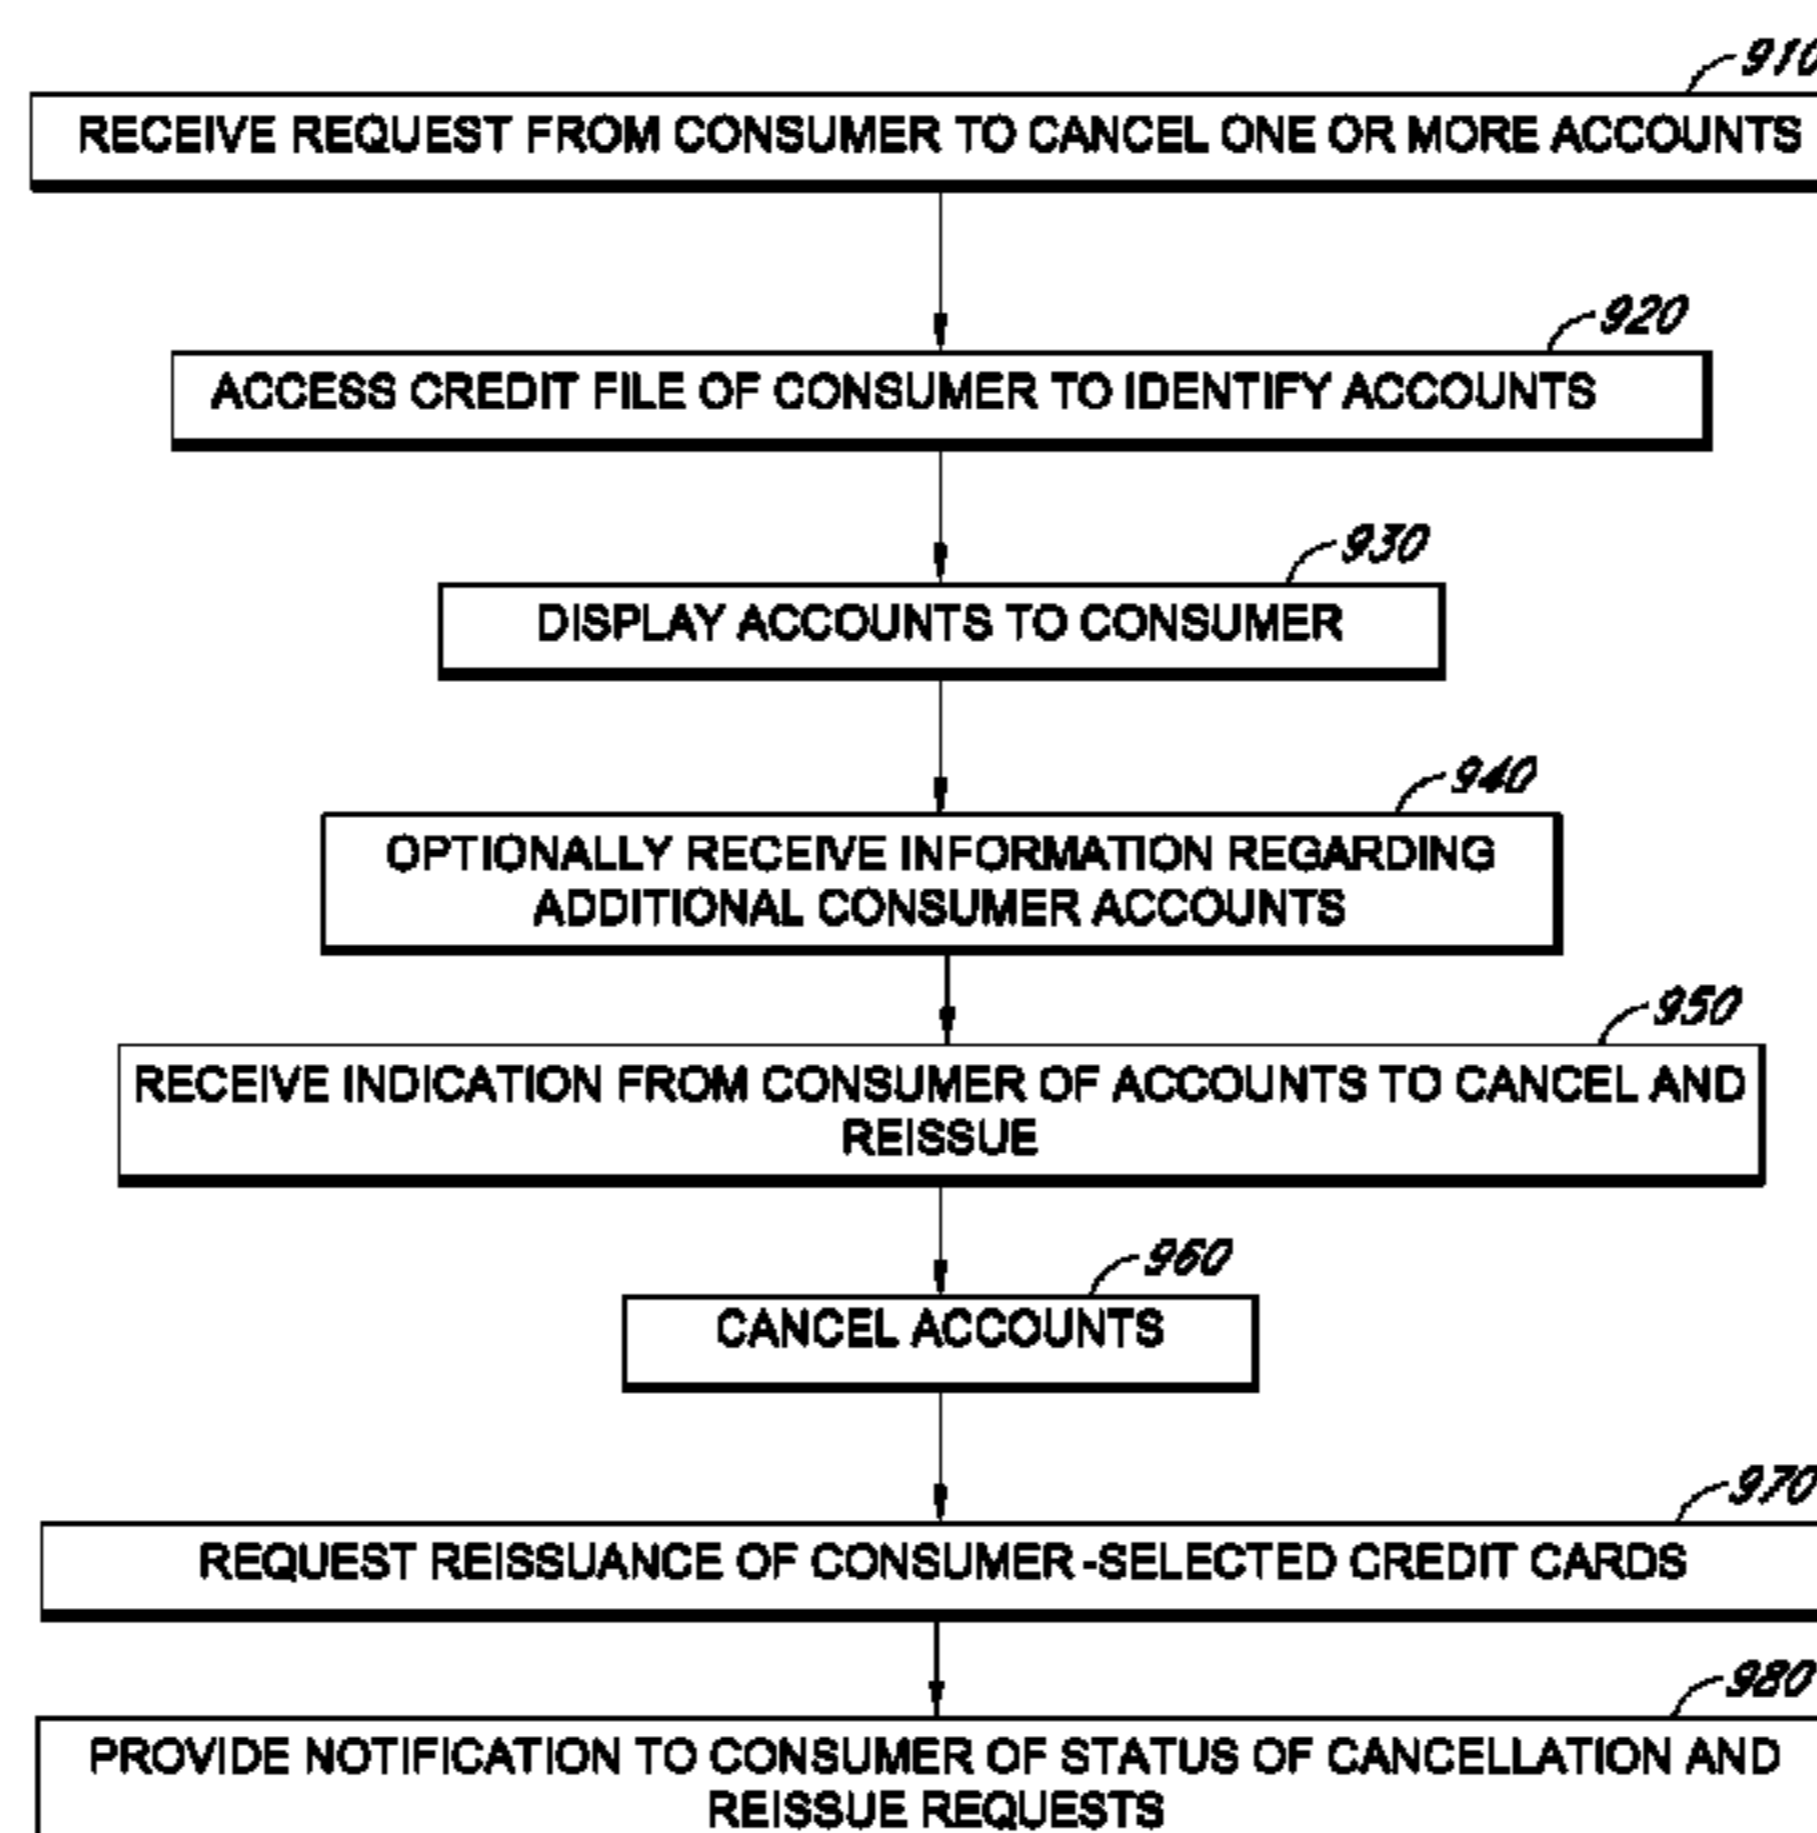 910
RECEIVE REQUEST FROM CONSUMER TO CANCEL ONE OR MORE ACCOUNTS
920
ACCESS CREDIT FILE OF CONSUMER TO IDENTIFY ACCOUNTS
930
DISPLAY ACCOUNTS TO CONSUMER
940
OPTIONALLY RECEIVE INFORMATION REGARDING
ADDITIONAL CONSUMER ACCOUNTS
950
RECEIVE INDICATION FROM CONSUMER OF ACCOUNTS TO CANCEL AND
REISSUE
960
CANCEL ACCOUNTS
970
REQUEST REISSUANCE OF CONSUMER-SELECTED CREDIT CARDS
980
PROVIDE NOTIFICATION TO CONSUMER OF STATUS OF CANCELLATION AND
REISSUE REQUESTS